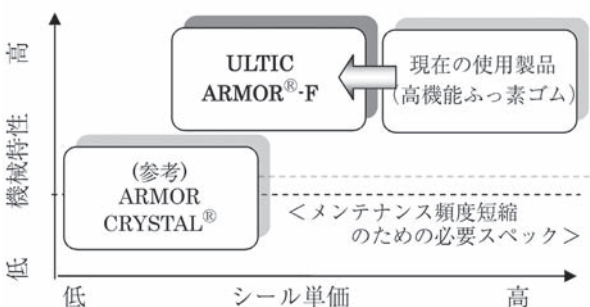 高
機械特性
低
ULTIC
ARMOR®-F
現在の使用製品
(高機能ふっ素ゴム)
(参考)
ARMOR
CRYSTAL®
＜メンテナンス頻度短縮
のための必要スペック＞
低
シール単価
高